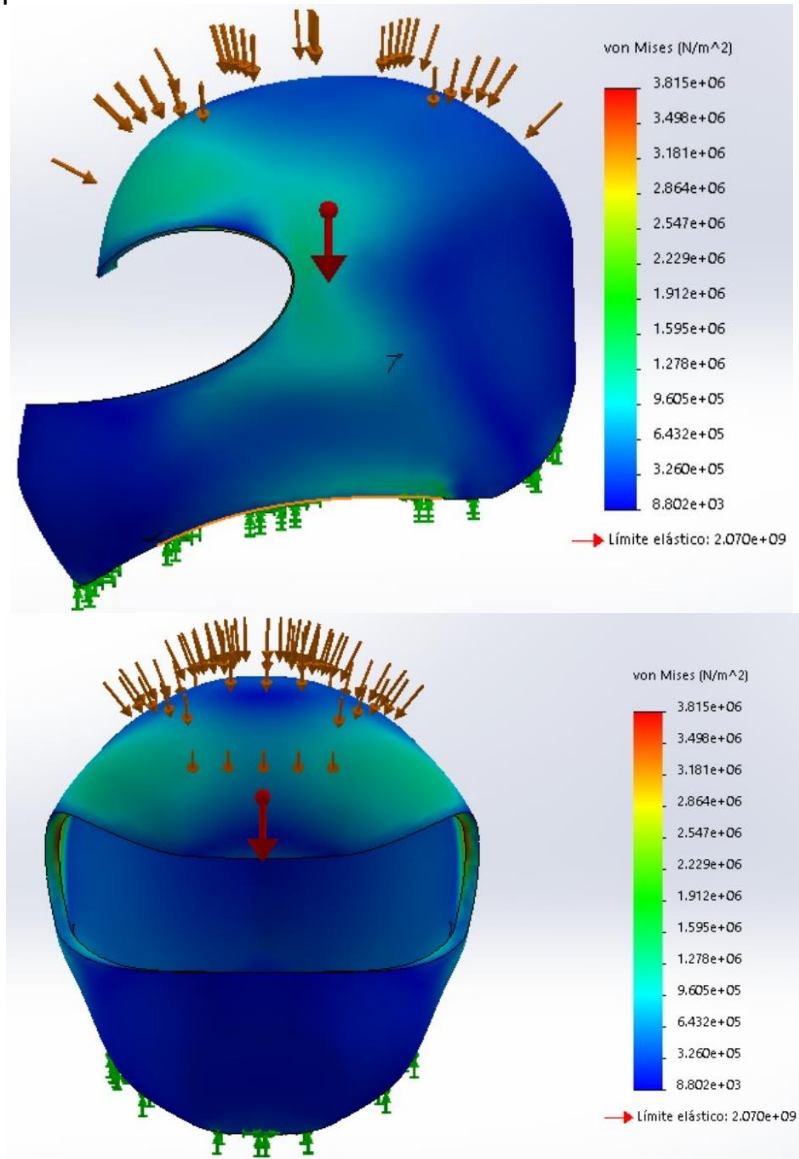 von Mises (N/m^2)
3.815e+06
3.498e+06
3.181e+06
2.864e+06
2.547e+06
2.229e+06
1.912e+06
1.595e+06
1.278e+06
9.605e+05
6.432e+05
3.260e+05
8.802e+03
Límite elástico: 2.070e+09
von Mises (N/m^2)
3.815e+06
3.498e+06
3.181e+06
2.864e+06
2.547e+06
2.229e+06
1.912e+06
1.595e+06
1.278e+06
9.605e+05
6.432e+05
3.260e+05
8.802e+03
Límite elástico: 2.070e+09